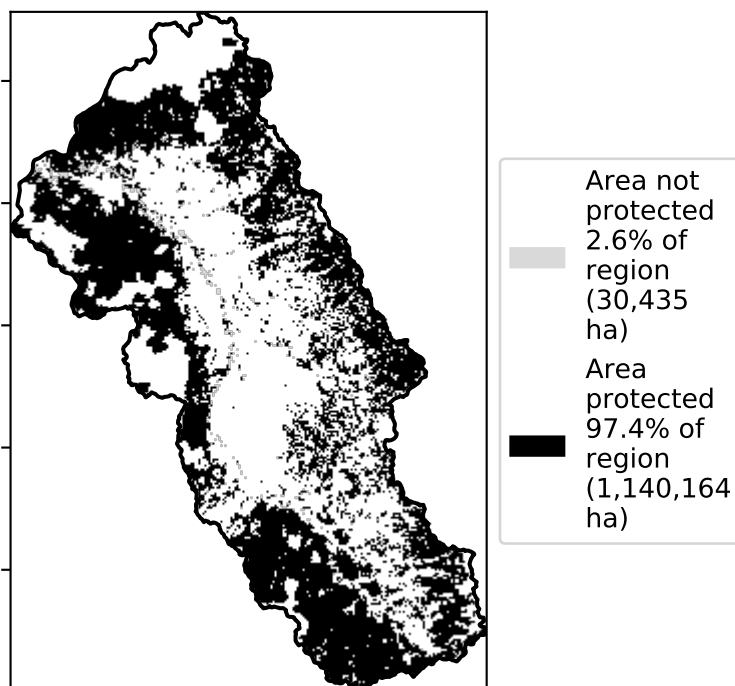 Area not
protected
2.6% of
region
(30,435
ha)
Area
protected
97.4% of
region
(1,140,164
ha)